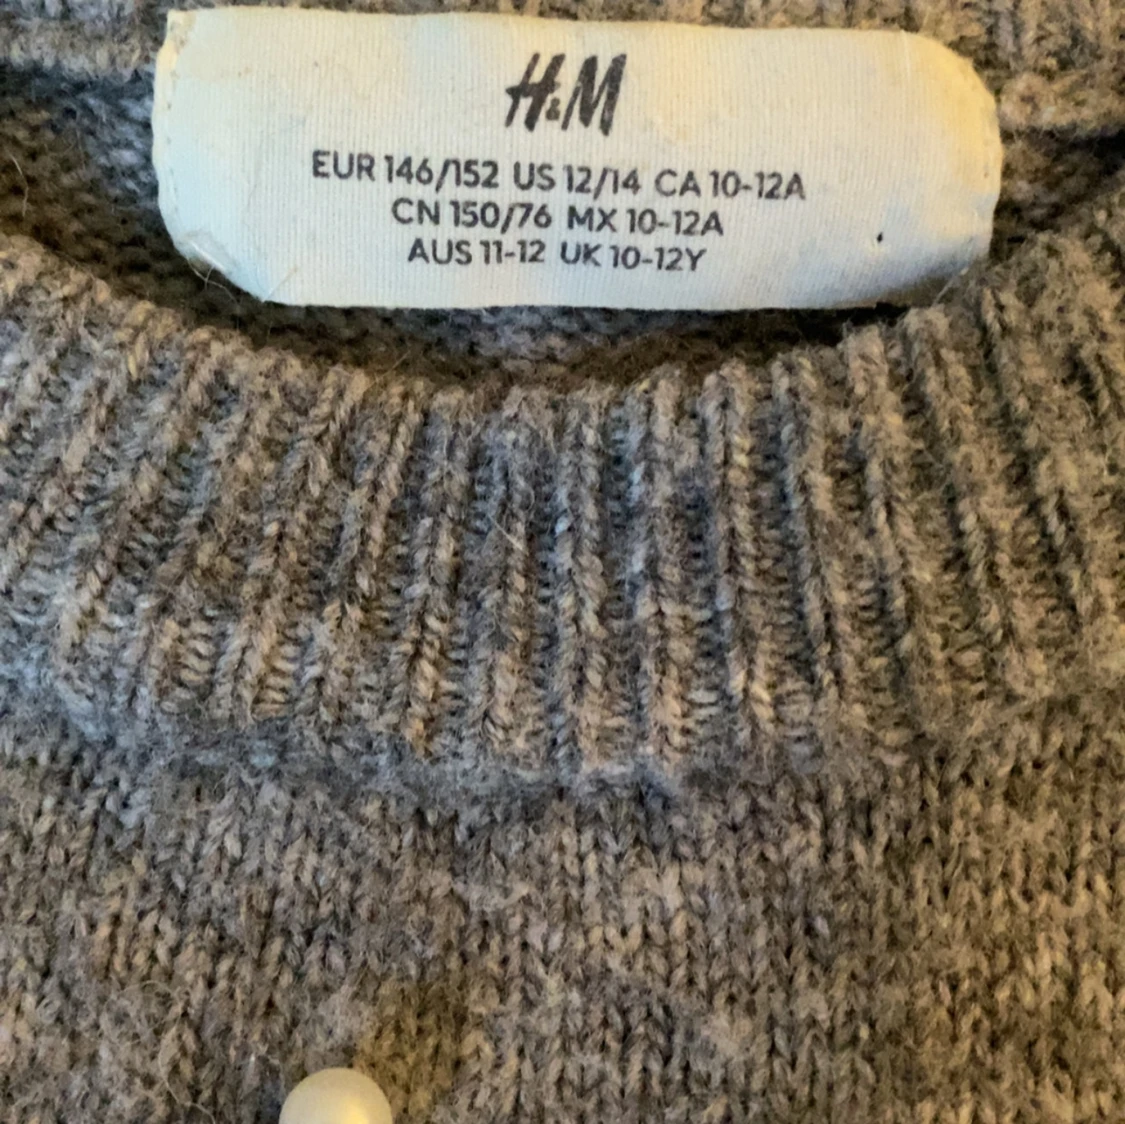 H&M
EUR 146/152 US 12/14 CA 10-12A
CN 150/76 MX 10-12A
AUS 11-12 UK 10-12Y